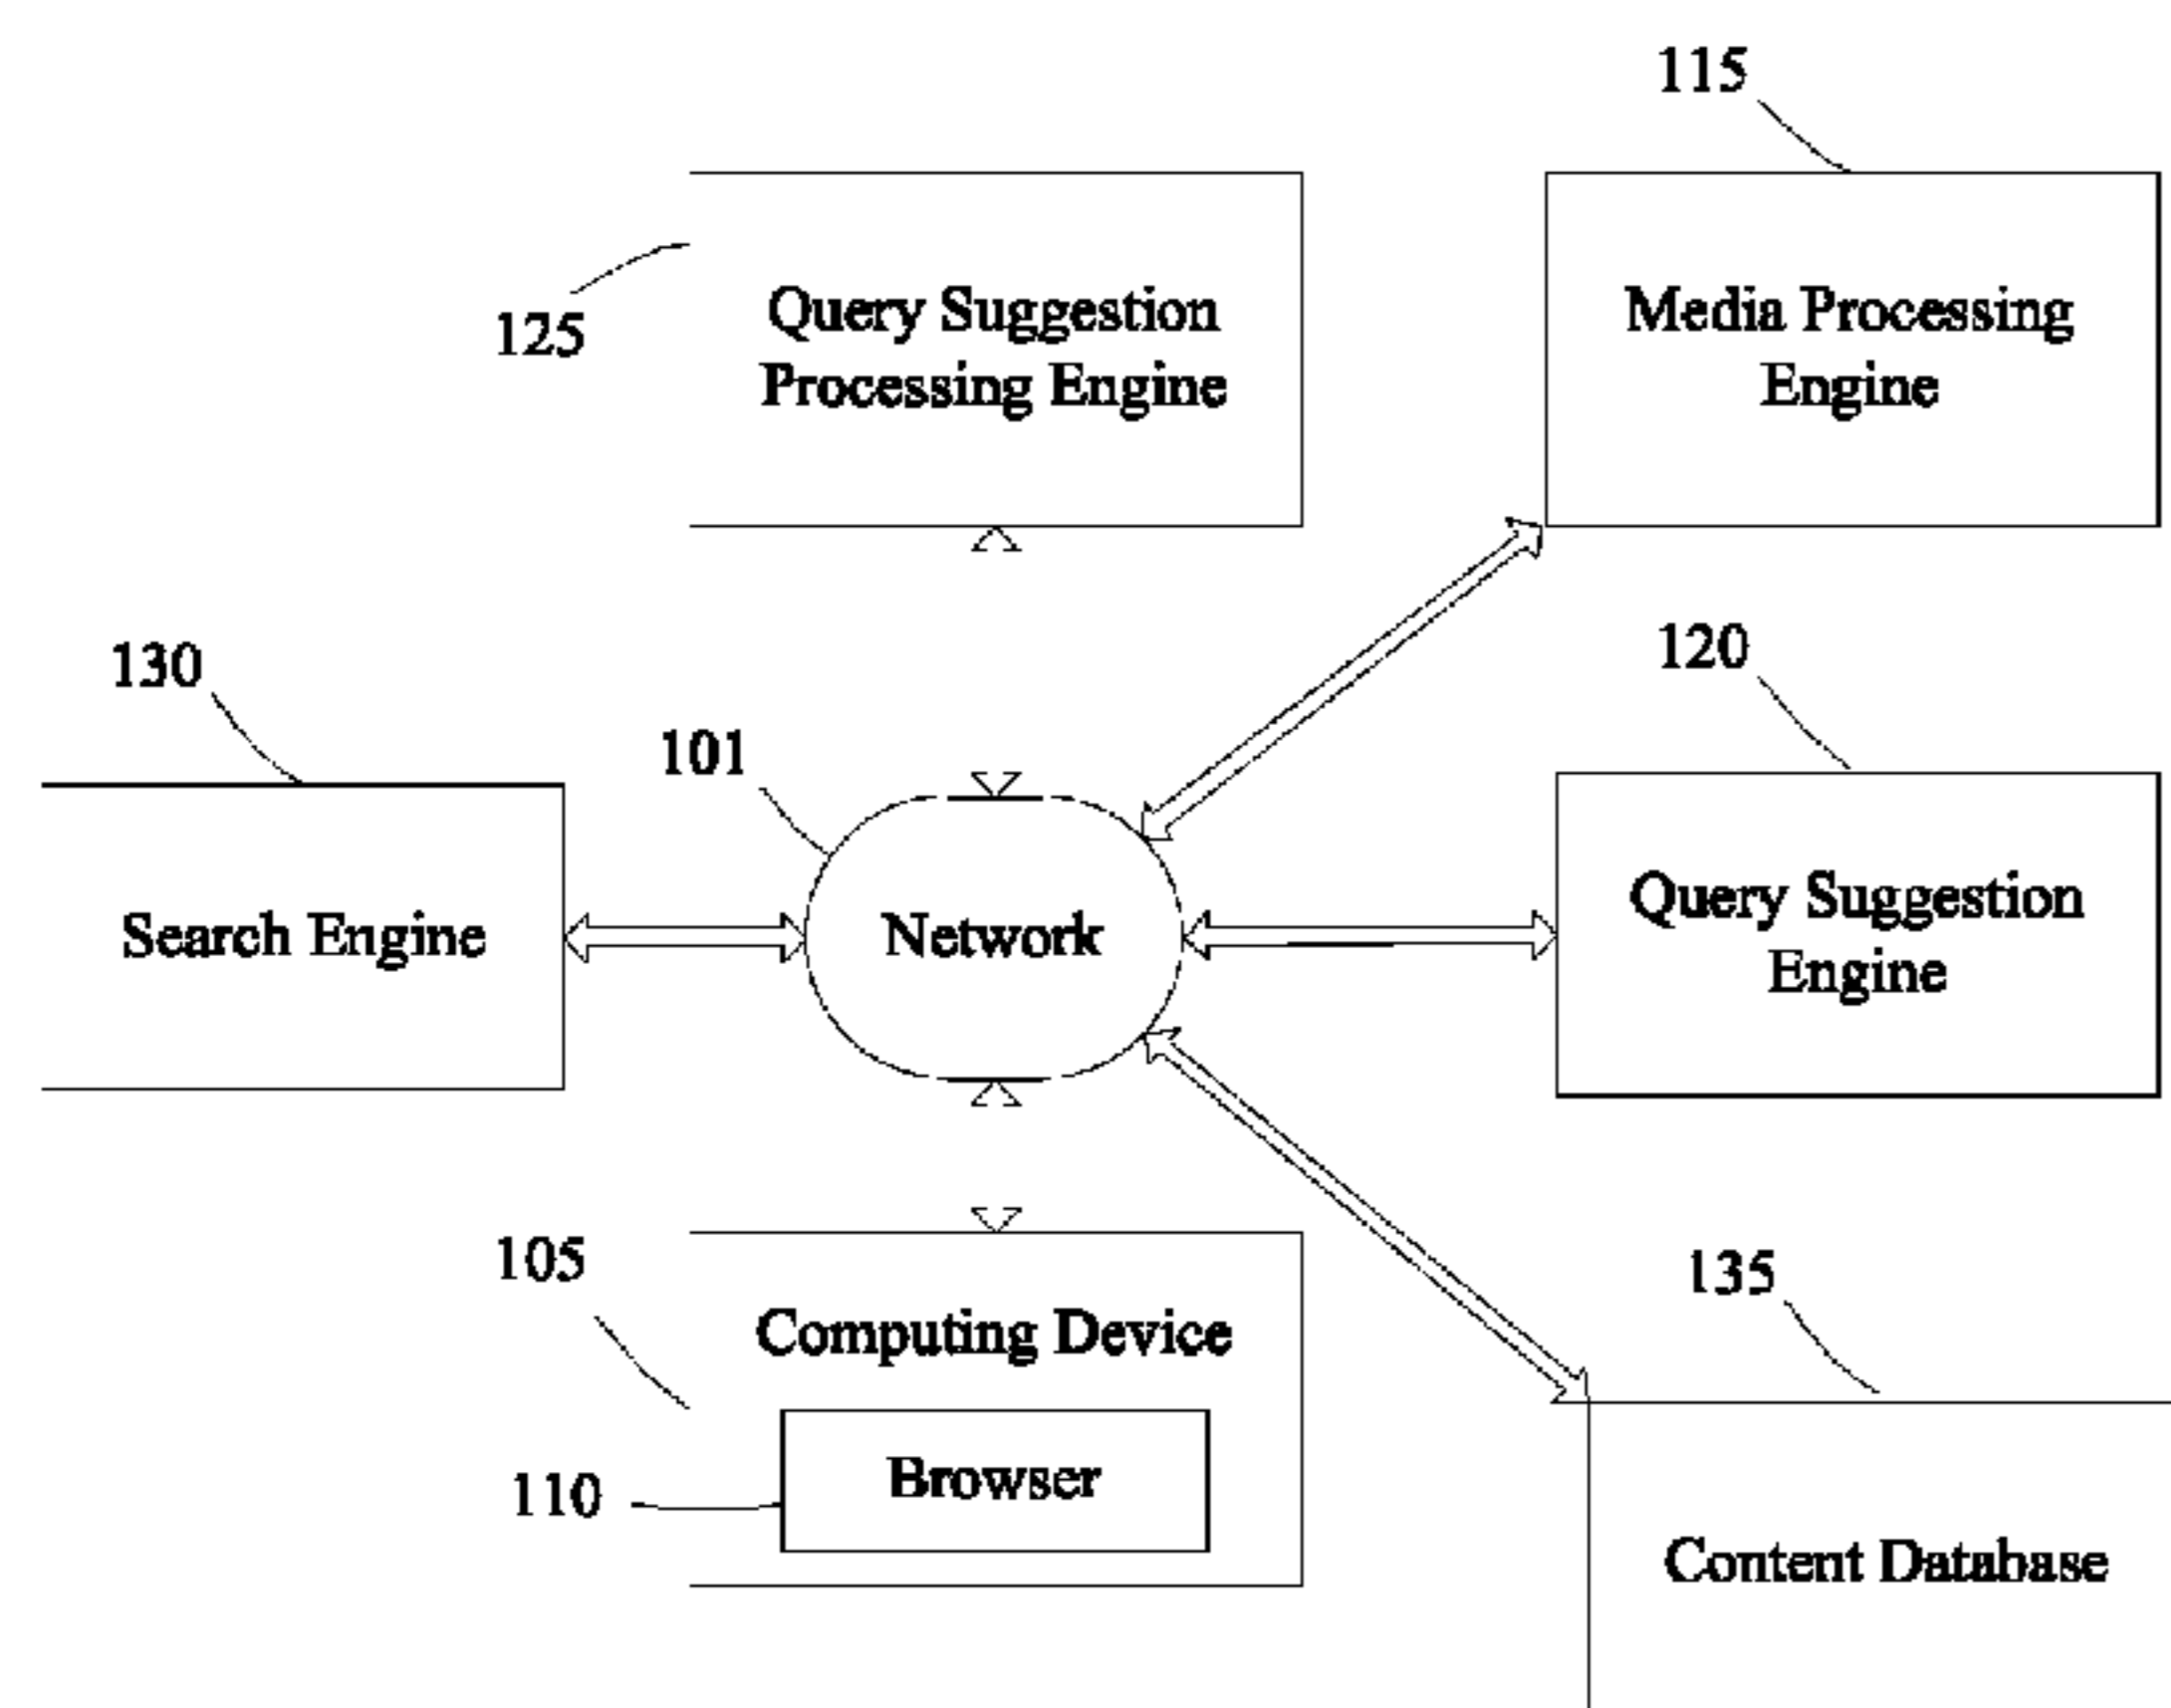 115
125
Query Suggestion
Processing Engine
Media Processing
Engine
130
120
101
Search Engine
Network
Query Suggestion
Engine
105
Computing Device
135
110
Browser
Content Database